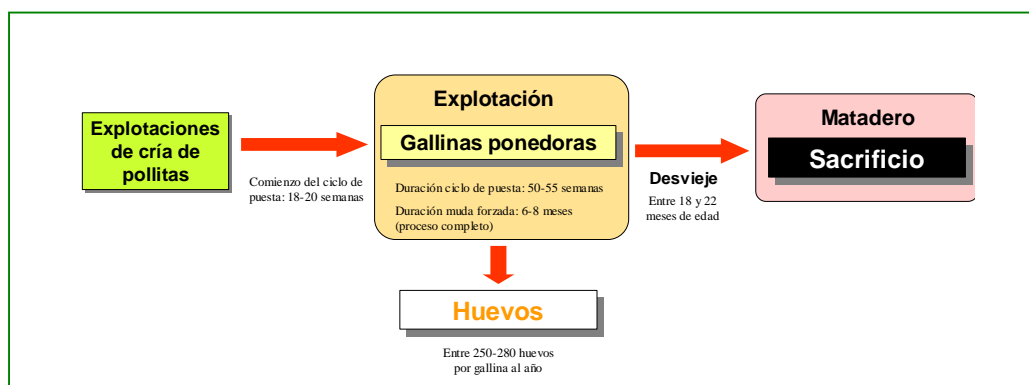 Explotaciones
de cría de
pollitas
Comienzo del ciclo de
puesta: 18-20 semanas
Explotación
Gallinas ponedoras
Duración ciclo de puesta: 50-55 semanas
Duración muda forzada: 6-8 meses
(proceso completo)
Desvieje
Entre 18 y 22
meses de edad
Matadero
Sacrificio
Huevos
Entre 250-280 huevos
por gallina al año